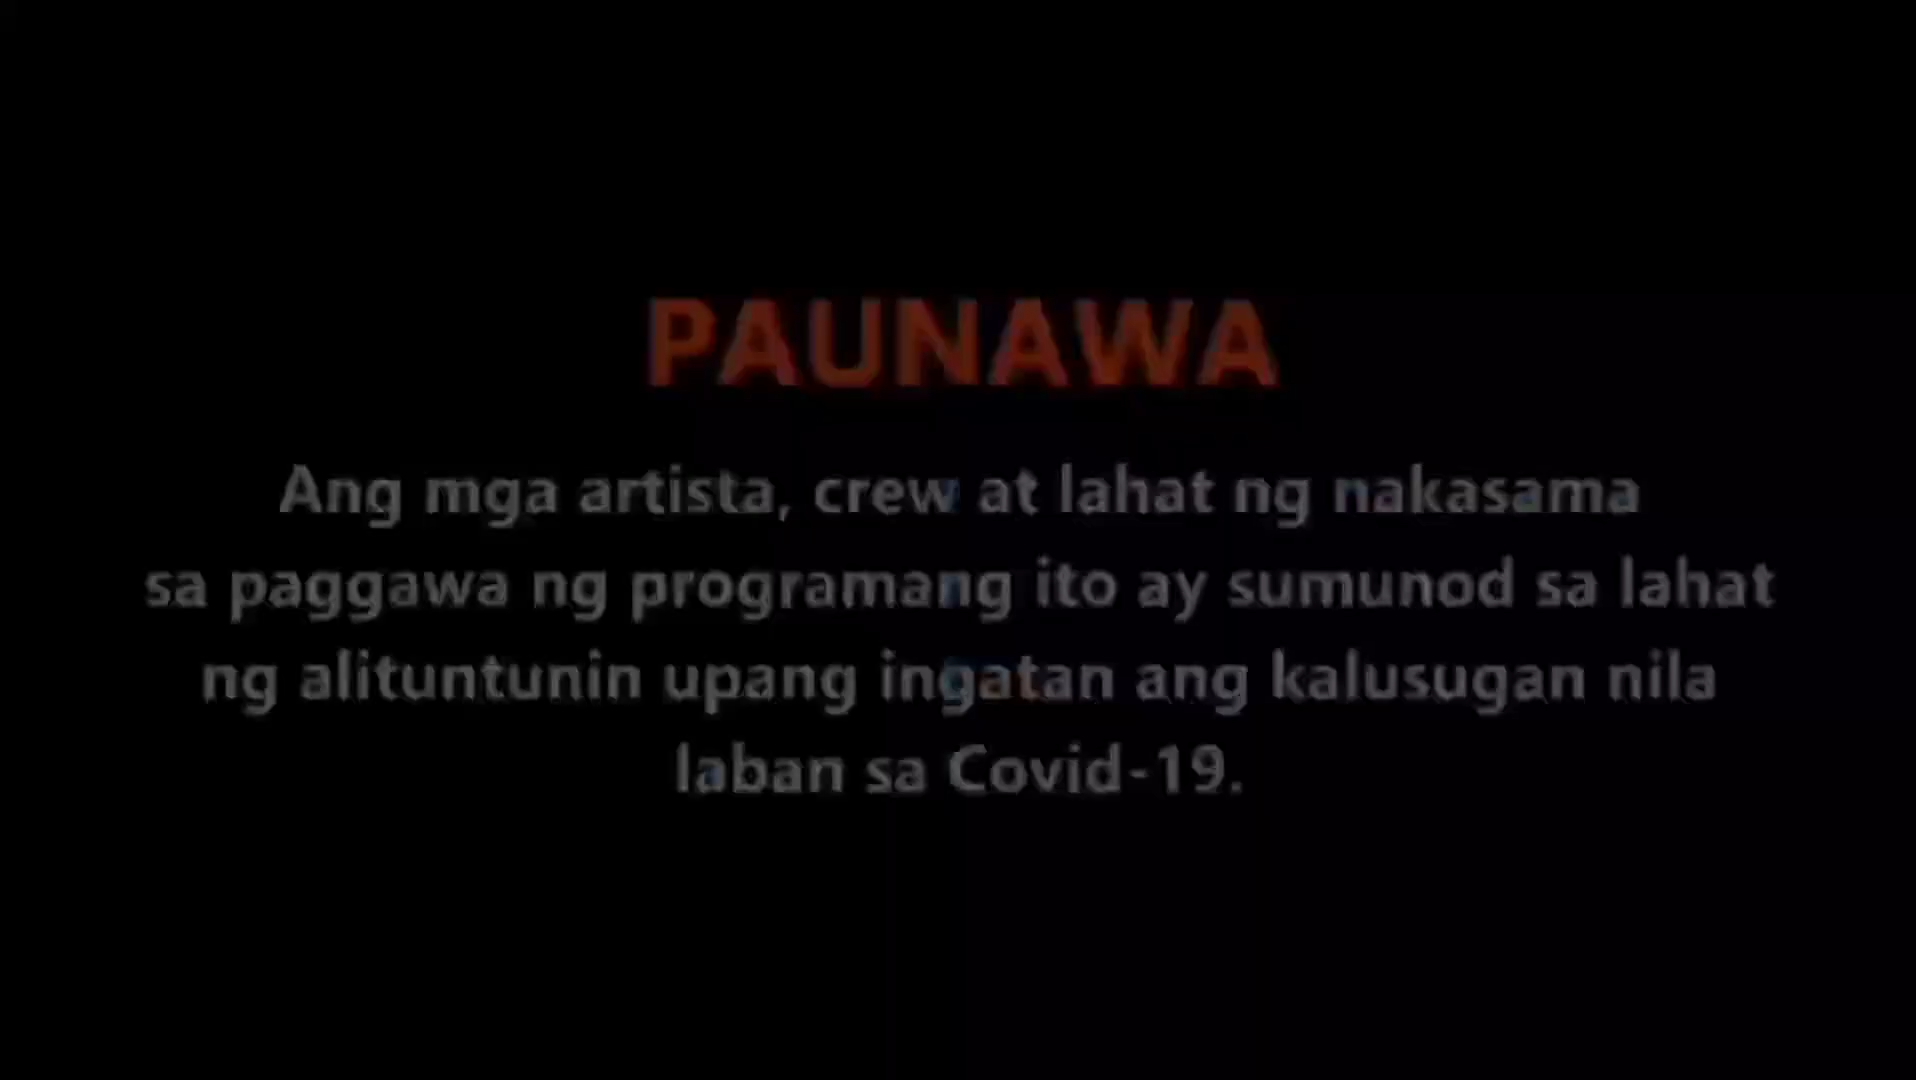 PAUNAWA
Ang mga artista, crew at lahat ng nakasama
sa paggawa ng programang ito ay sumunod sa lahat
ng alituntunin upang ingatan ang kalusugan nila
laban sa Covid-19.